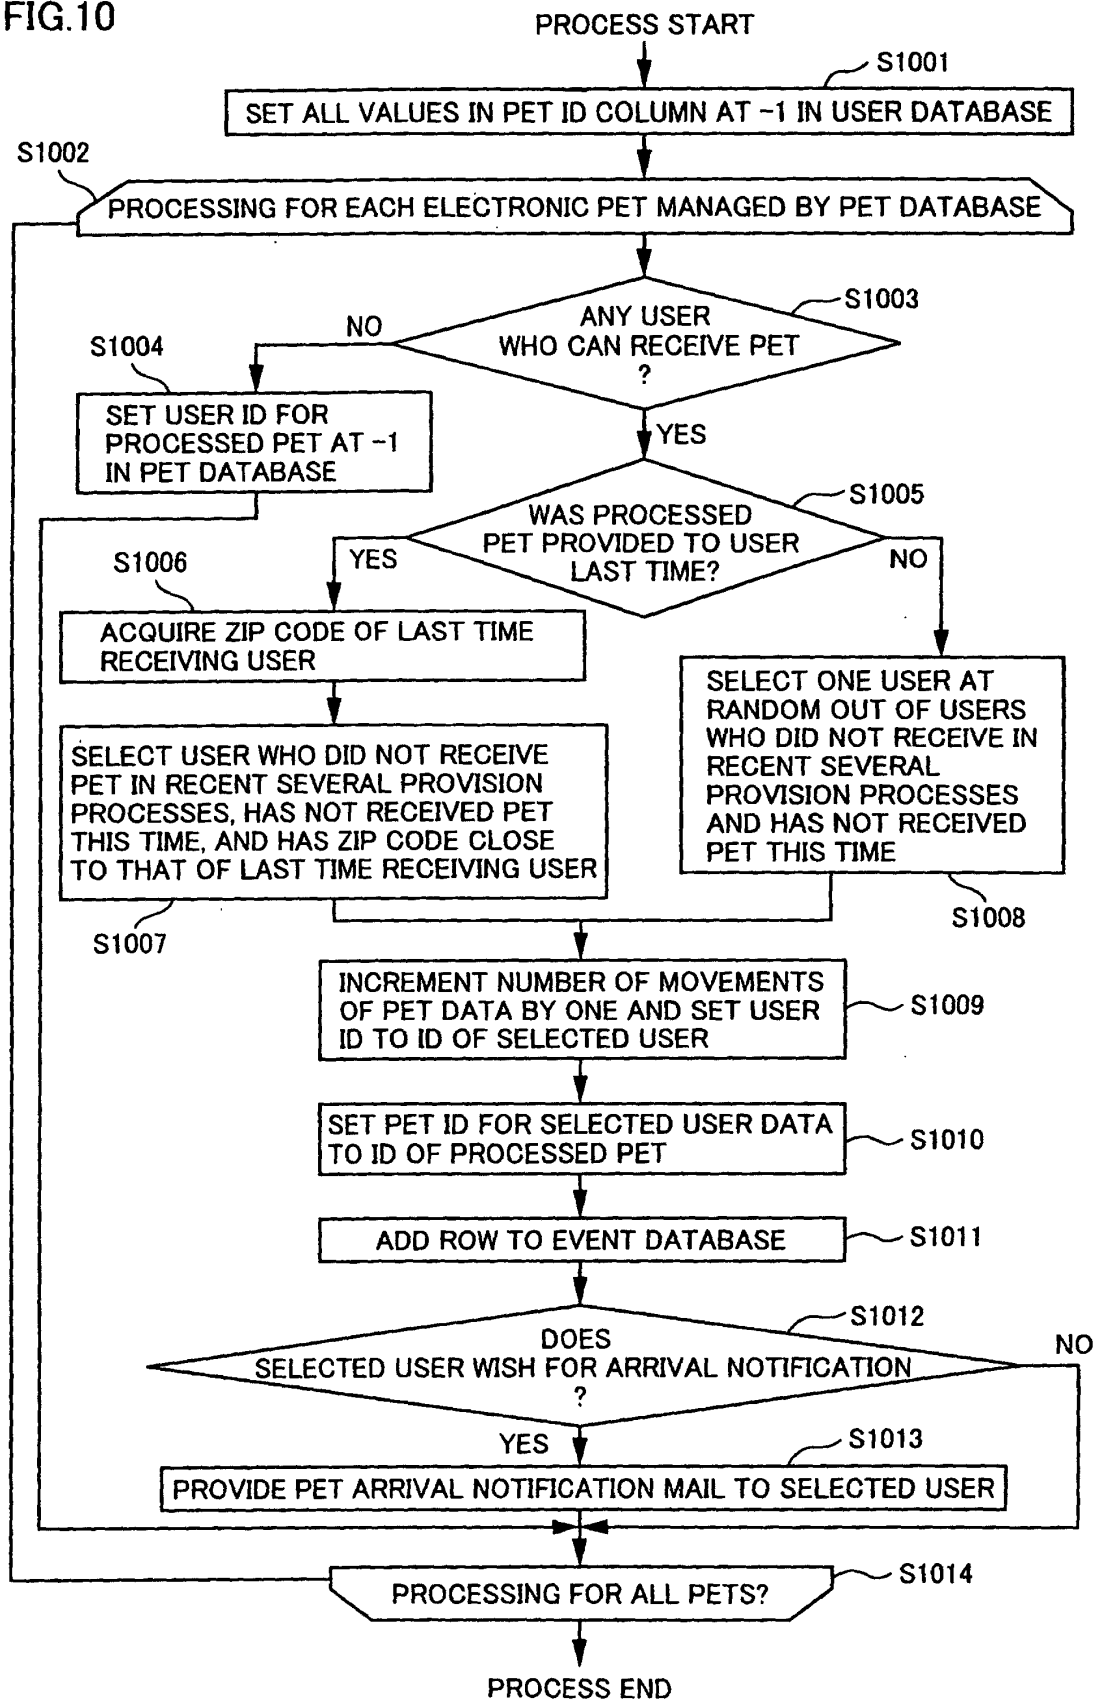 FIG.10
PROCESS START
S1001
SET ALL VALUES IN PET ID COLUMN AT -1 IN USER DATABASE
S1002
PROCESSING FOR EACH ELECTRONIC PET MANAGED BY PET DATABASE
S1003
ANY USER
WHO CAN RECEIVE PET
?
NO
YES
S1004
SET USER ID FOR
PROCESSED PET AT -1
IN PET DATABASE
S1005
WAS PROCESSED
PET PROVIDED TO USER
LAST TIME?
YES
NO
S1006
ACQUIRE ZIP CODE OF LAST TIME
RECEIVING USER
SELECT USER WHO DID NOT RECEIVE
PET IN RECENT SEVERAL PROVISION
PROCESSES, HAS NOT RECEIVED PET
THIS TIME, AND HAS ZIP CODE CLOSE
TO THAT OF LAST TIME RECEIVING USER
S1007
SELECT ONE USER AT
RANDOM OUT OF USERS
WHO DID NOT RECEIVE IN
RECENT SEVERAL
PROVISION PROCESSES
AND HAS NOT RECEIVED
PET THIS TIME
S1008
INCREMENT NUMBER OF MOVEMENTS
OF PET DATA BY ONE AND SET USER
ID TO ID OF SELECTED USER
S1009
SET PET ID FOR SELECTED USER DATA
TO ID OF PROCESSED PET
S1010
ADD ROW TO EVENT DATABASE
S1011
S1012
DOES
SELECTED USER WISH FOR ARRIVAL NOTIFICATION
?
NO
YES
S1013
PROVIDE PET ARRIVAL NOTIFICATION MAIL TO SELECTED USER
PROCESSING FOR ALL PETS?
S1014
PROCESS END